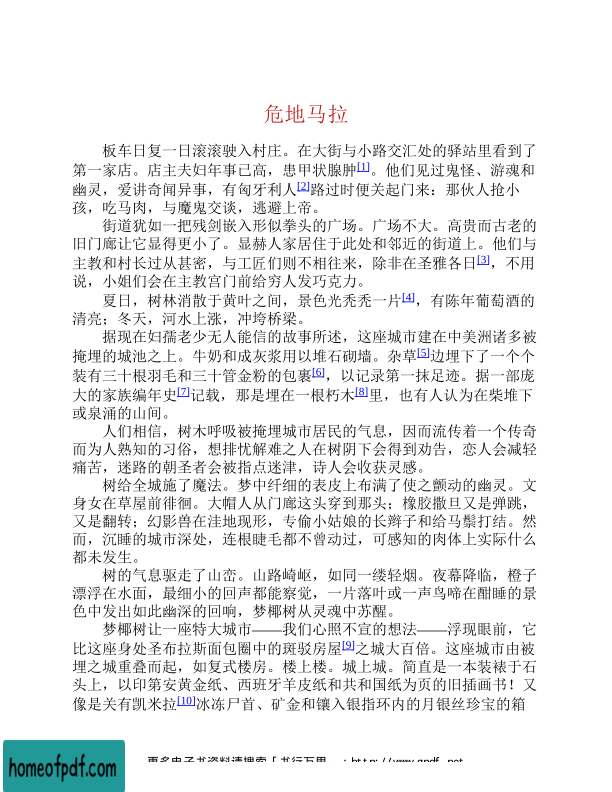 危地马拉
板车日复一日滚滚驶入村庄。在大街与小路交汇处的驿站里看到了
第一家店。店主夫妇年事已高，患甲状腺肿[1]。他们见过鬼怪、游魂和
幽灵，爱讲奇闻异事，有匈牙利人[2]路过时便关起门来：那伙人抢小
孩，吃马肉，与魔鬼交谈，逃避上帝。
街道犹如一把残剑嵌入形似拳头的广场。广场不大。高贵而古老的
旧门廊让它显得更小了。显赫人家居住于此处和邻近的街道上。他们与
主教和村长过从甚密，与工匠们则不相往来，除非在圣雅各日[3]，不用
说，小姐们会在主教宫门前给穷人发巧克力。
夏日，树林消散于黄叶之间，景色光秃秃一片[4]，有陈年葡萄酒的
清亮；冬天，河水上涨，冲垮桥梁。
据现在妇孺老少无人能信的故事所述，这座城市建在中美洲诸多被
掩埋的城池之上。牛奶和成灰浆用以堆石砌墙。杂草[5]边埋下了一个个
装有三十根羽毛和三十管金粉的包裹[6]，以记录第一抹足迹。据一部庞
大的家族编年史[7]记载，那是埋在一根朽木[8]里，也有人认为在柴堆下
或泉涌的山间。
人们相信，树木呼吸被掩埋城市居民的气息，因而流传着一个传奇
而为人熟知的习俗，想排忧解难之人在树阴下会得到劝告，恋人会减轻
痛苦，迷路的朝圣者会被指点迷津，诗人会收获灵感。
树给全城施了魔法。梦中纤细的表皮上布满了使之颤动的幽灵。文
身女在草屋前徘徊。大帽人从门廊这头穿到那头；橡胶撒旦又是弹跳，
又是翻转；幻影兽在洼地现形，专偷小姑娘的长辫子和给马鬃打结。然
而，沉睡的城市深处，连根睫毛都不曾动过，可感知的肉体上实际什么
都未发生。
树的气息驱走了山峦。山路崎岖，如同一缕轻烟。夜幕降临，橙子
漂浮在水面，最细小的回声都能察觉，一片落叶或一声鸟啼在酣睡的景
色中发出如此幽深的回响，梦椰树从灵魂中苏醒。
梦椰树让一座特大城市——我们心照不宣的想法——浮现眼前，它
比这座身处圣布拉斯面包圈中的斑驳房屋[9]之城大百倍。这座城市由被
埋之城重叠而起，如复式楼房。楼上楼。城上城。简直是一本装裱于石
头上，以印第安黄金纸、西班牙羊皮纸和共和国纸为页的旧插画书！又
像是关有凯米拉[10]冰冻尸首、矿金和镶入银指环内的月银丝珍宝的箱
homeofpdf.com